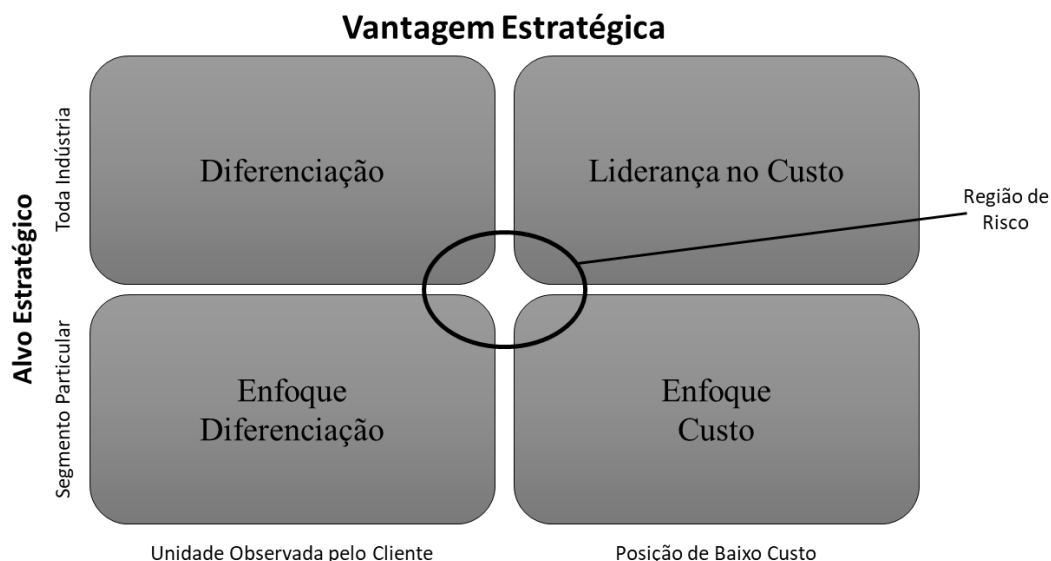 Vantagem Estratégica
Alvo Estratégico
Toda Indústria
Diferenciação
Liderança no Custo
Região de
Risco
Segmento Particular
Enfoque
Diferenciação
Enfoque
Custo
Unidade Observada pelo Cliente
Posição de Baixo Custo